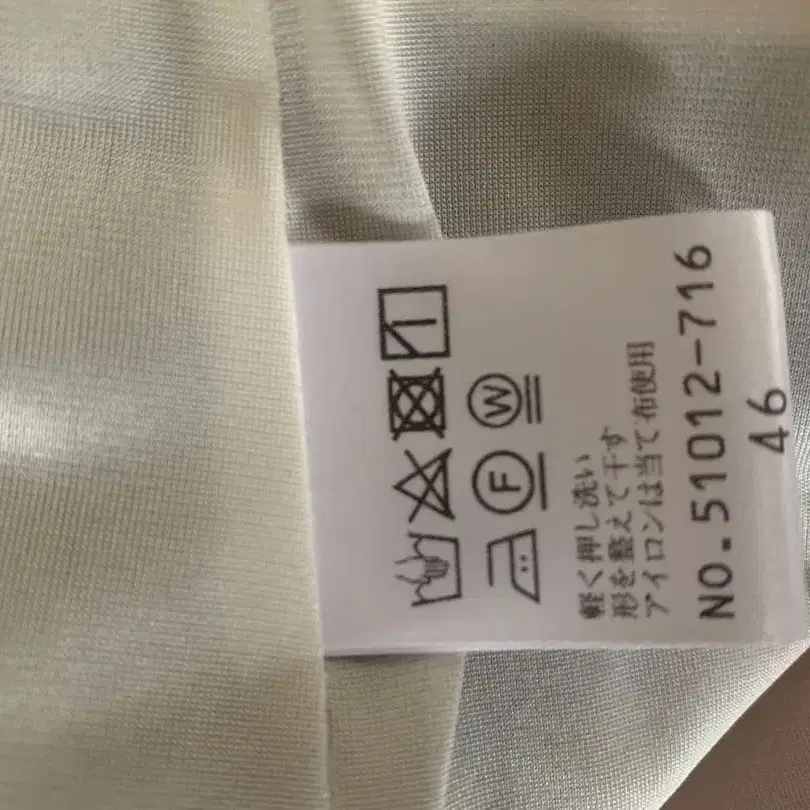 W
F
軽く押し洗い
形を整えて干す
アイロンは当て布使用
NO.51012-716
46